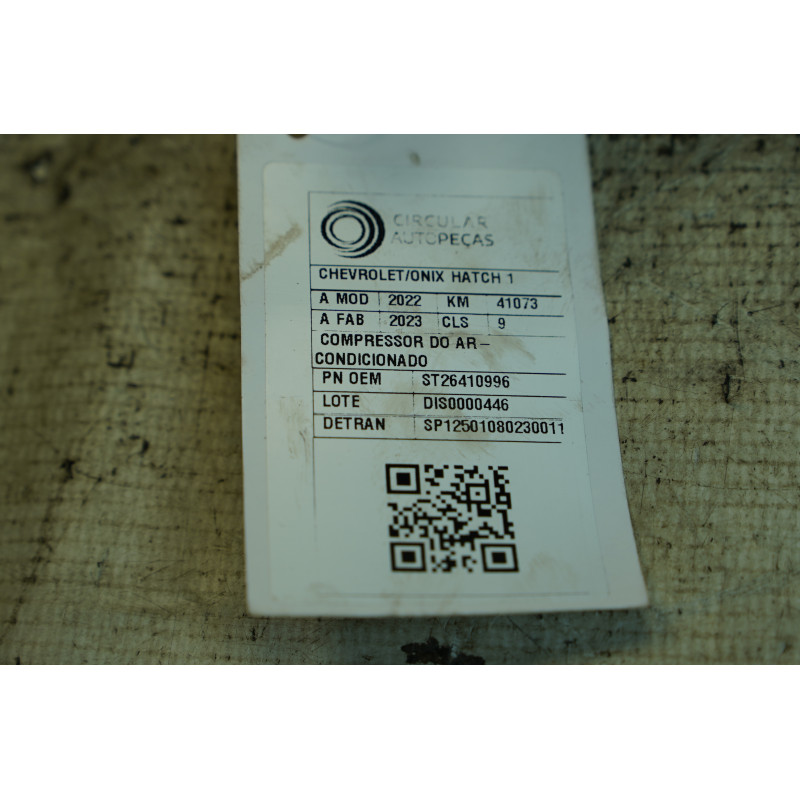 CIRCULAR
AUTOPEÇAS
CHEVROLET/ONIX HATCH 1
A MOD 2022 KM 41073
A FAB 2023 CLS 9
COMPRESSOR DO AR-
CONDICIONADO
PN OEM ST26410996
LOTE DIS0000446
DETRAN SP12501080230011